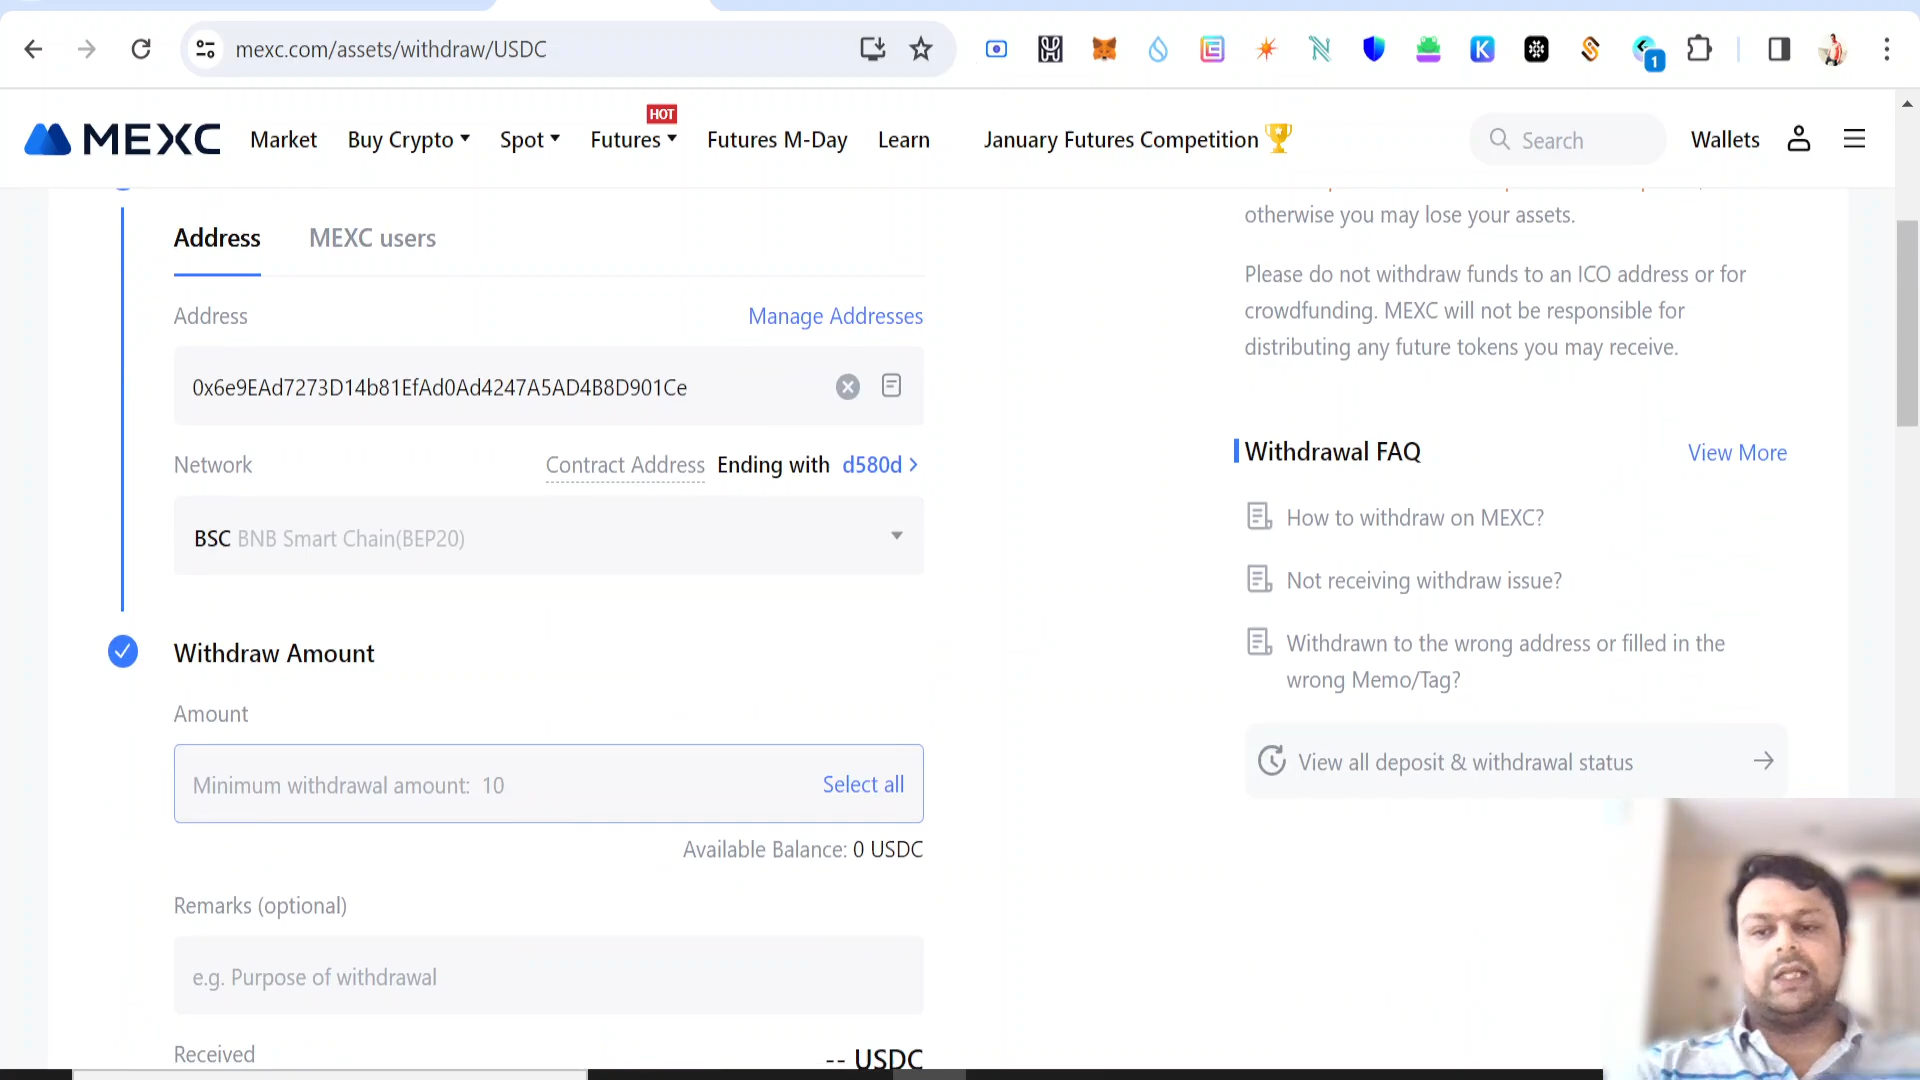 mexc.com/assets/withdraw/USDC
1
MEXC
Market
Buy Crypto
Spot
Futures
HOT
Futures M-Day
Learn
January Futures Competition
Search
Wallets
Address
MEXC users
Address
Manage Addresses
0x6e9EAd7273D14b81EfAd0Ad4247A5AD4B8D901Ce
Network
Contract Address Ending with d580d
BSC BNB Smart Chain(BEP20)
Withdraw Amount
Amount
Minimum withdrawal amount: 10
Select all
Available Balance: 0 USDC
Remarks (optional)
e.g. Purpose of withdrawal
Received
-- USDC
otherwise you may lose your assets.
Please do not withdraw funds to an ICO address or for
crowdfunding. MEXC will not be responsible for
distributing any future tokens you may receive.
Withdrawal FAQ
View More
How to withdraw on MEXC?
Not receiving withdraw issue?
Withdrawn to the wrong address or filled in the
wrong Memo/Tag?
View all deposit & withdrawal status